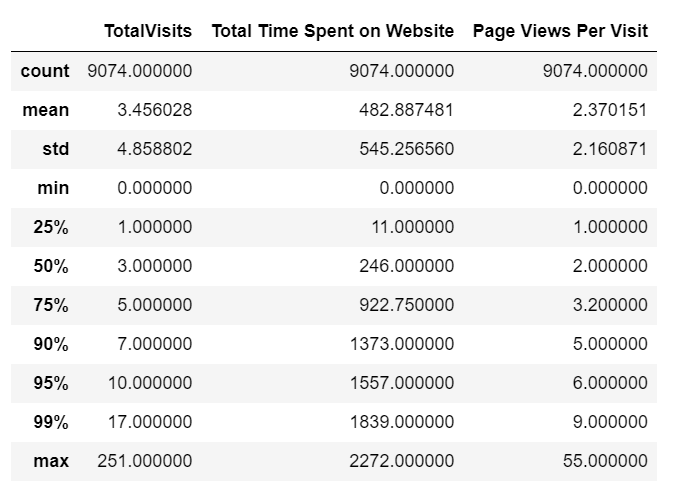 TotalVisits Total Time Spent on Website Page Views Per Visit
count 9074.000000 9074.000000 9074.000000
mean 3.456028 482.887481 2.370151
std 4.858802 545.256560 2.160871
min 0.000000 0.000000 0.000000
25% 1.000000 11.000000 1.000000
50% 3.000000 246.000000 2.000000
75% 5.000000 922.750000 3.200000
90% 7.000000 1373.000000 5.000000
95% 10.000000 1557.000000 6.000000
99% 17.000000 1839.000000 9.000000
max 251.000000 2272.000000 55.000000